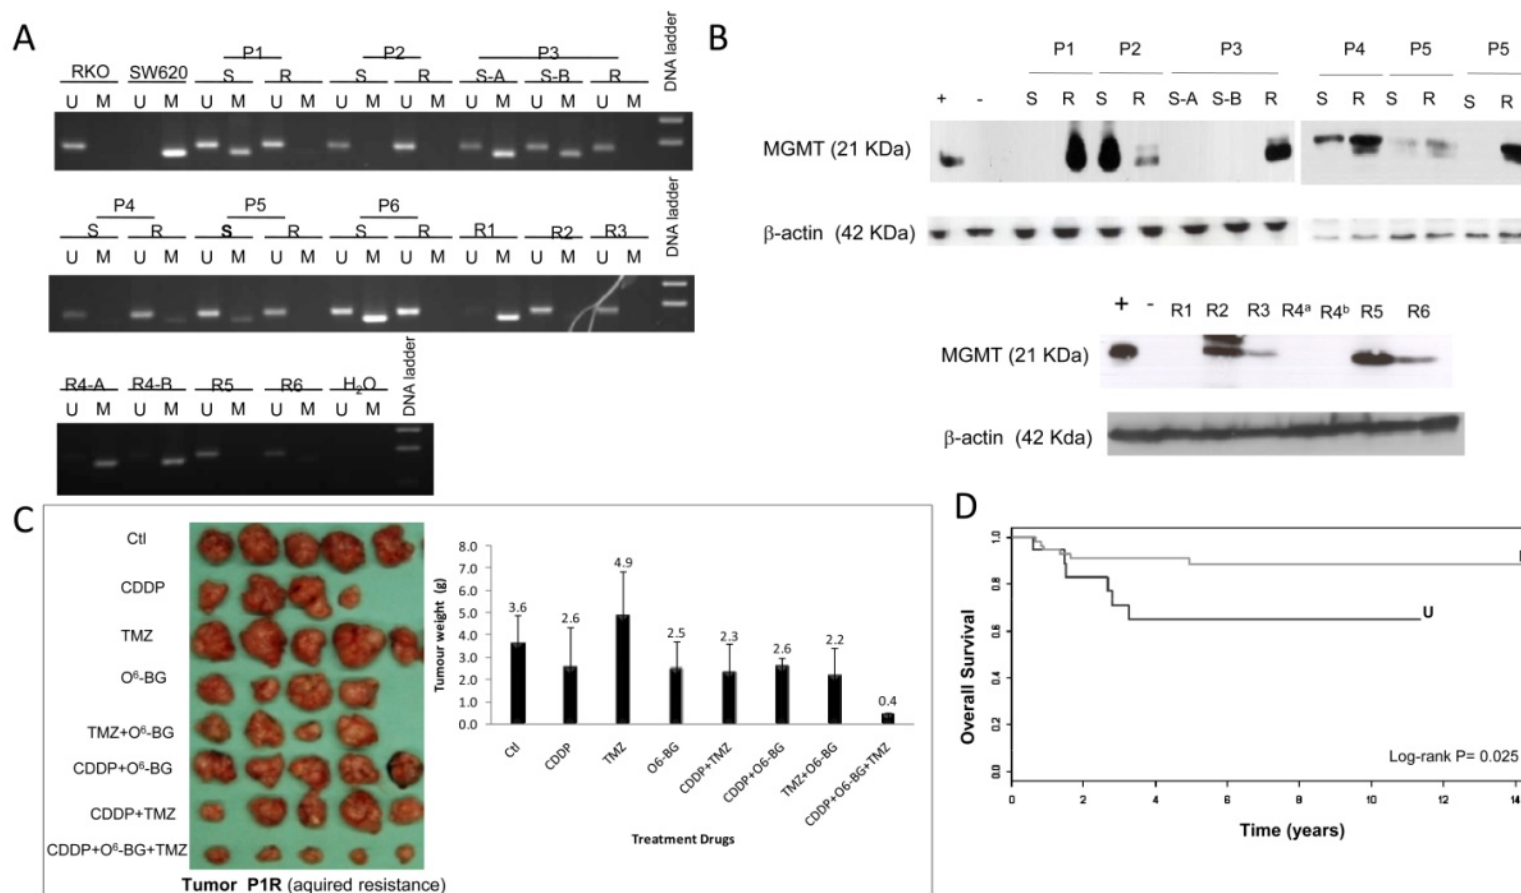 A
P1 P2 P3
RKO SW620 S R S R S-A S-B R DNA ladder
U M U M U M U M U M U M U M U M U M
P4 P5 P6
S R S R S R R1 R2 R3 DNA ladder
U M U M U M U M U M U M U M U M U M
R4-A R4-B R5 R6 H2O DNA ladder
U M U M U M U M U M
B
P1 P2 P3 P4 P5 P5
+ - S R S R S-A S-B R S R S R S R
MGMT (21 KDa)
β-actin (42 KDa)
+ - R1 R2 R3 R4ª R4ᵇ R5 R6
MGMT (21 KDa)
β-actin (42 Kda)
C
Ctl
CDDP
TMZ
O⁶-BG
TMZ+O⁶-BG
CDDP+O⁶-BG
CDDP+TMZ
CDDP+O⁶-BG+TMZ
Tumor P1R (aquired resistance)
Tumour weight (g)
8.0
7.0
6.0
5.0
4.0
3.0
2.0
1.0
0.0
3.6 2.6 4.9 2.5 2.3 2.6 2.2 0.4
Ctl CDDP TMZ O6-BG CDDP+TMZ CDDP+O6-BG TMZ+O6-BG CDDP+O6-BG+TMZ
Treatment Drugs
D
Overall Survival
1.0
0.8
0.6
0.4
0.2
0.0
U
Log-rank P= 0.025
0 2 4 6 8 10 12 14
Time (years)